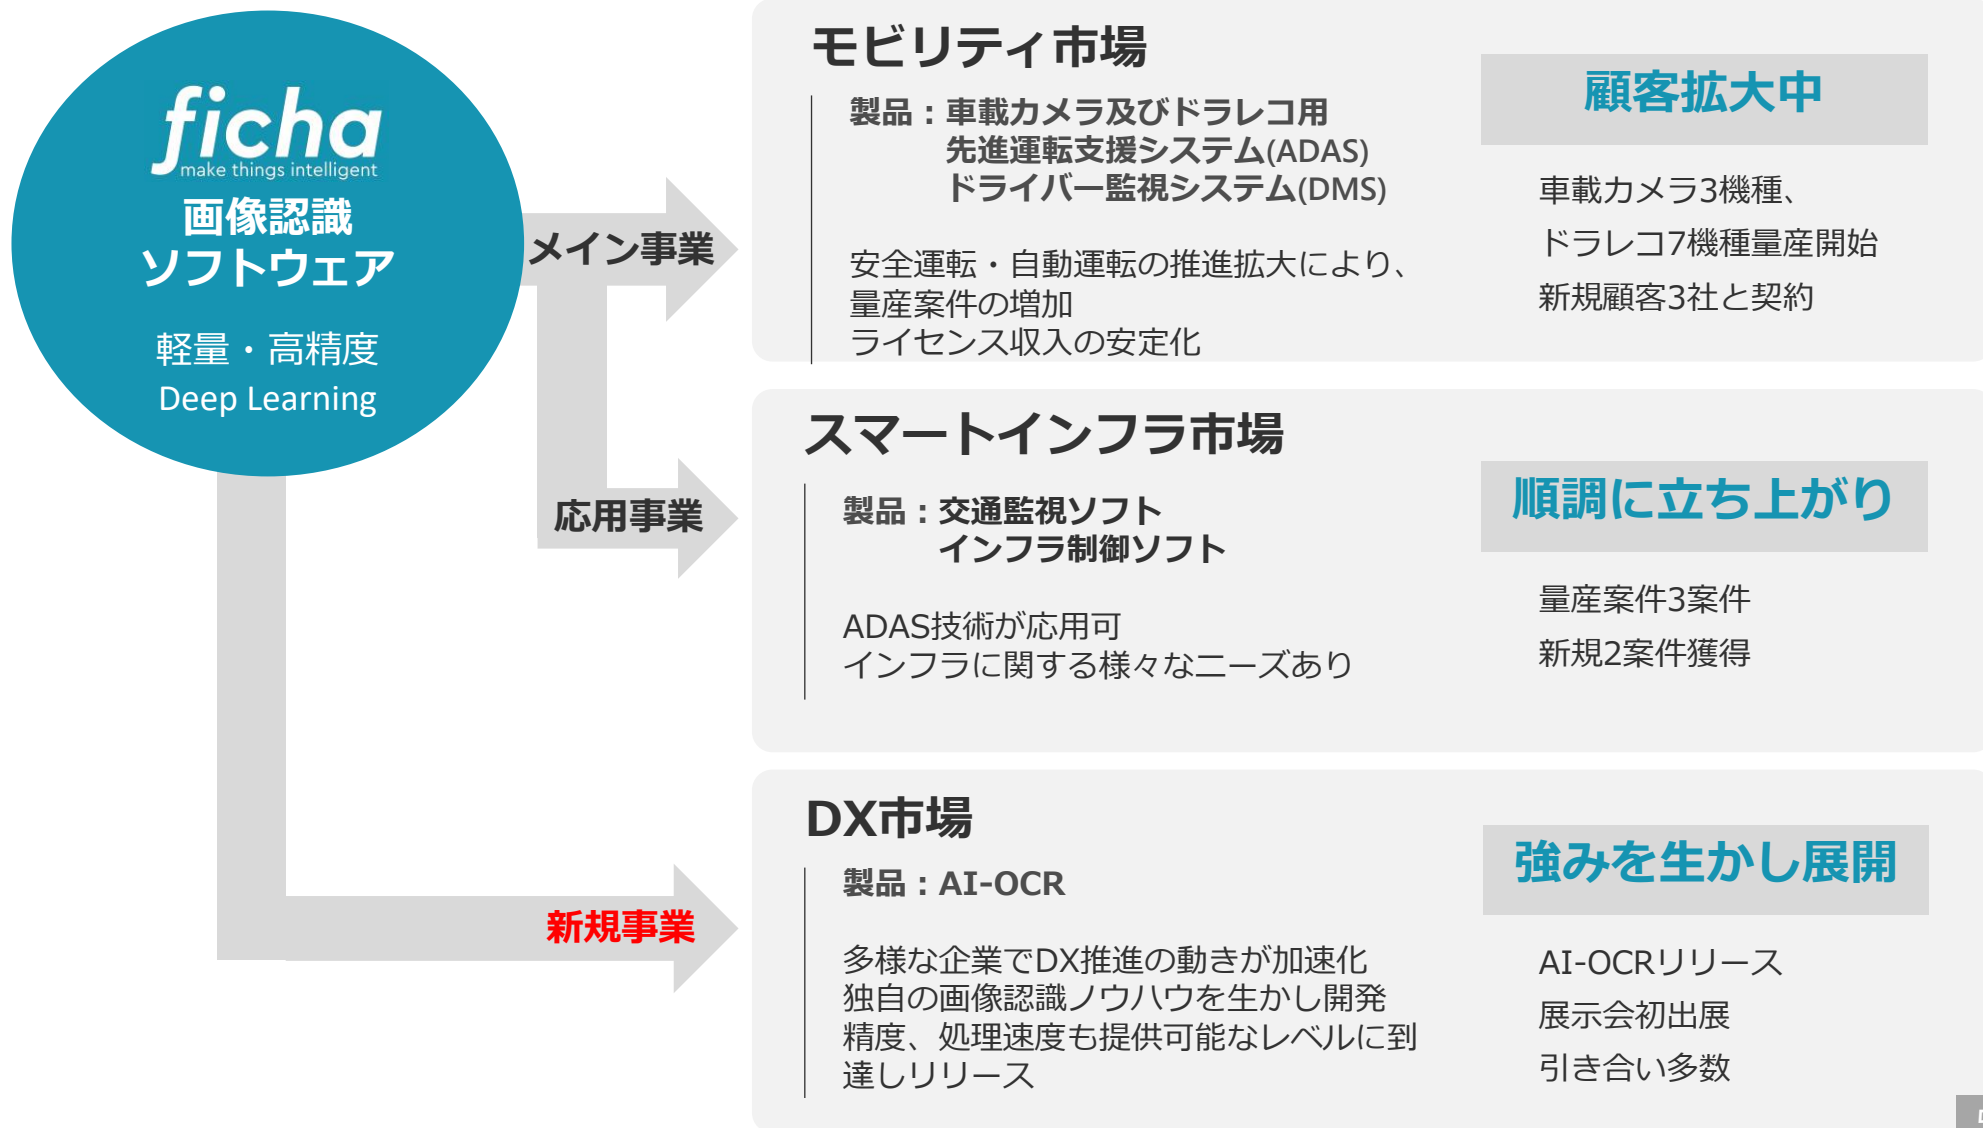 ficha
make things intelligent
画像認識
ソフトウェア
軽量・高精度
Deep Learning
メイン事業
応用事業
新規事業
モビリティ市場
製品：車載カメラ及びドラレコ用
先進運転支援システム(ADAS)
ドライバー監視システム(DMS)
安全運転・自動運転の推進拡大により、
量産案件の増加
ライセンス収入の安定化
顧客拡大中
車載カメラ3機種、
ドラレコ7機種量産開始
新規顧客3社と契約
スマートインフラ市場
製品：交通監視ソフト
インフラ制御ソフト
ADAS技術が応用可
インフラに関する様々なニーズあり
順調に立ち上がり
量産案件3案件
新規2案件獲得
DX市場
製品：AI-OCR
多様な企業でDX推進の動きが加速化
独自の画像認識ノウハウを生かし開発
精度、処理速度も提供可能なレベルに到
達しリリース
強みを生かし展開
AI-OCRリリース
展示会初出展
引き合い多数